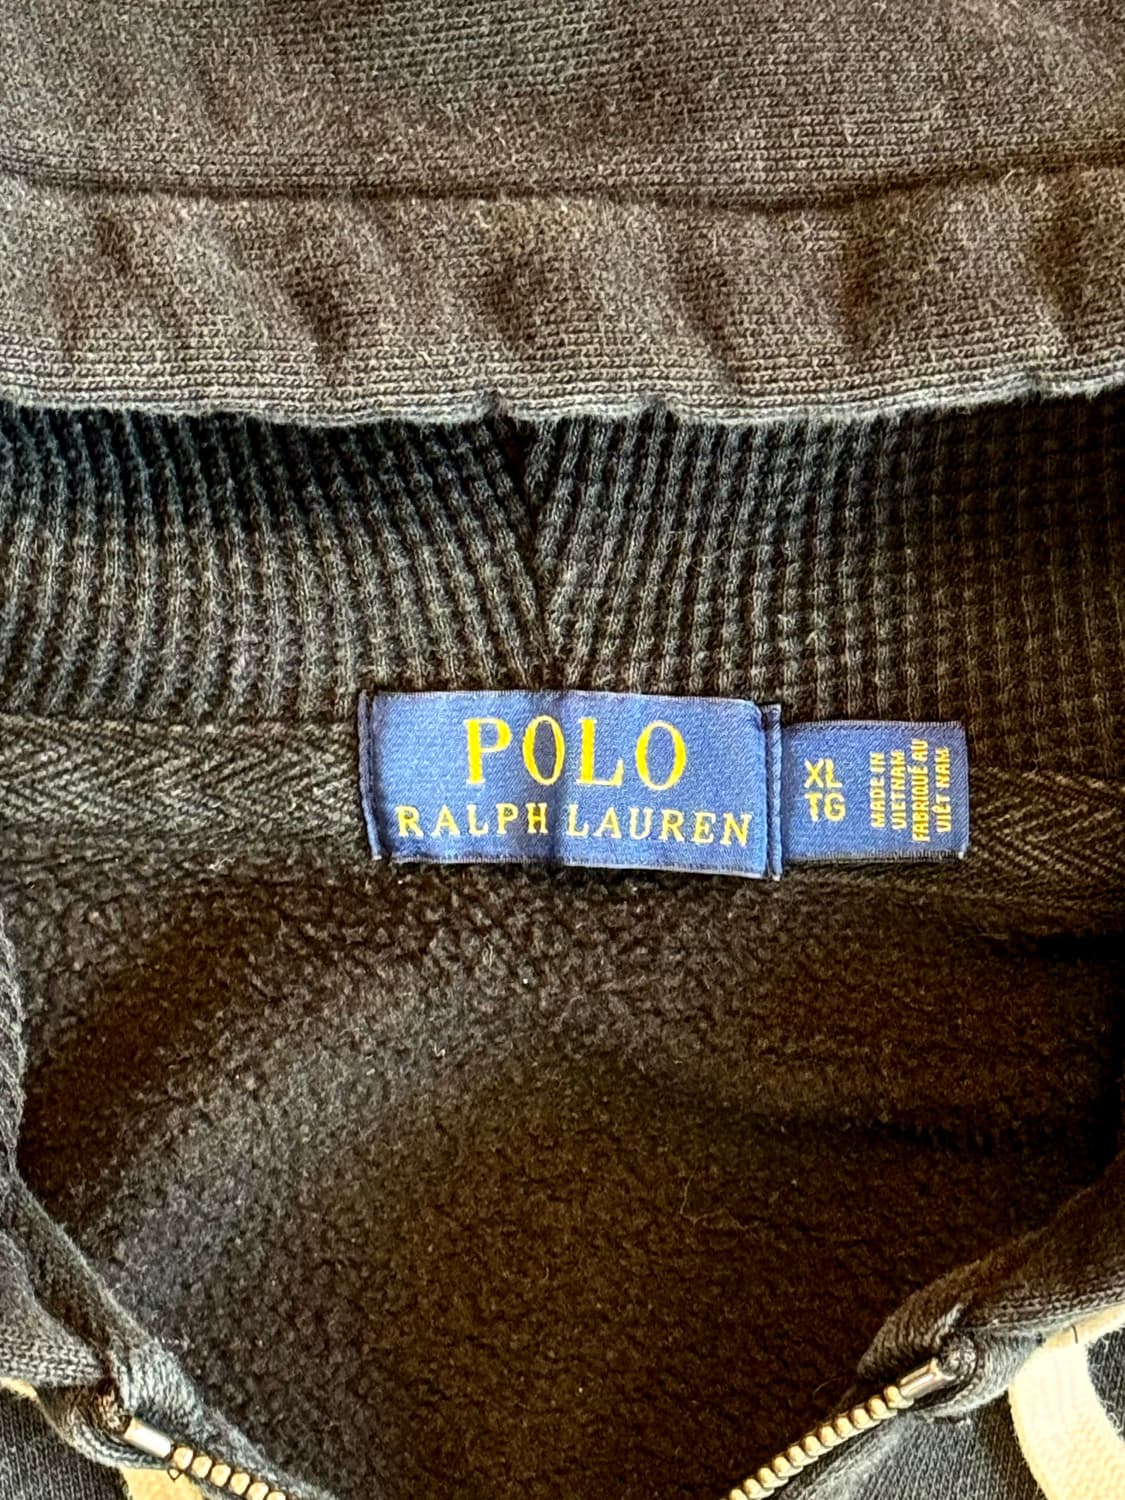 POLO
RALPH LAUREN
XL
TG
MADE IN
VIETNAM
FABRIQUÉ AU
VIÊT NAM